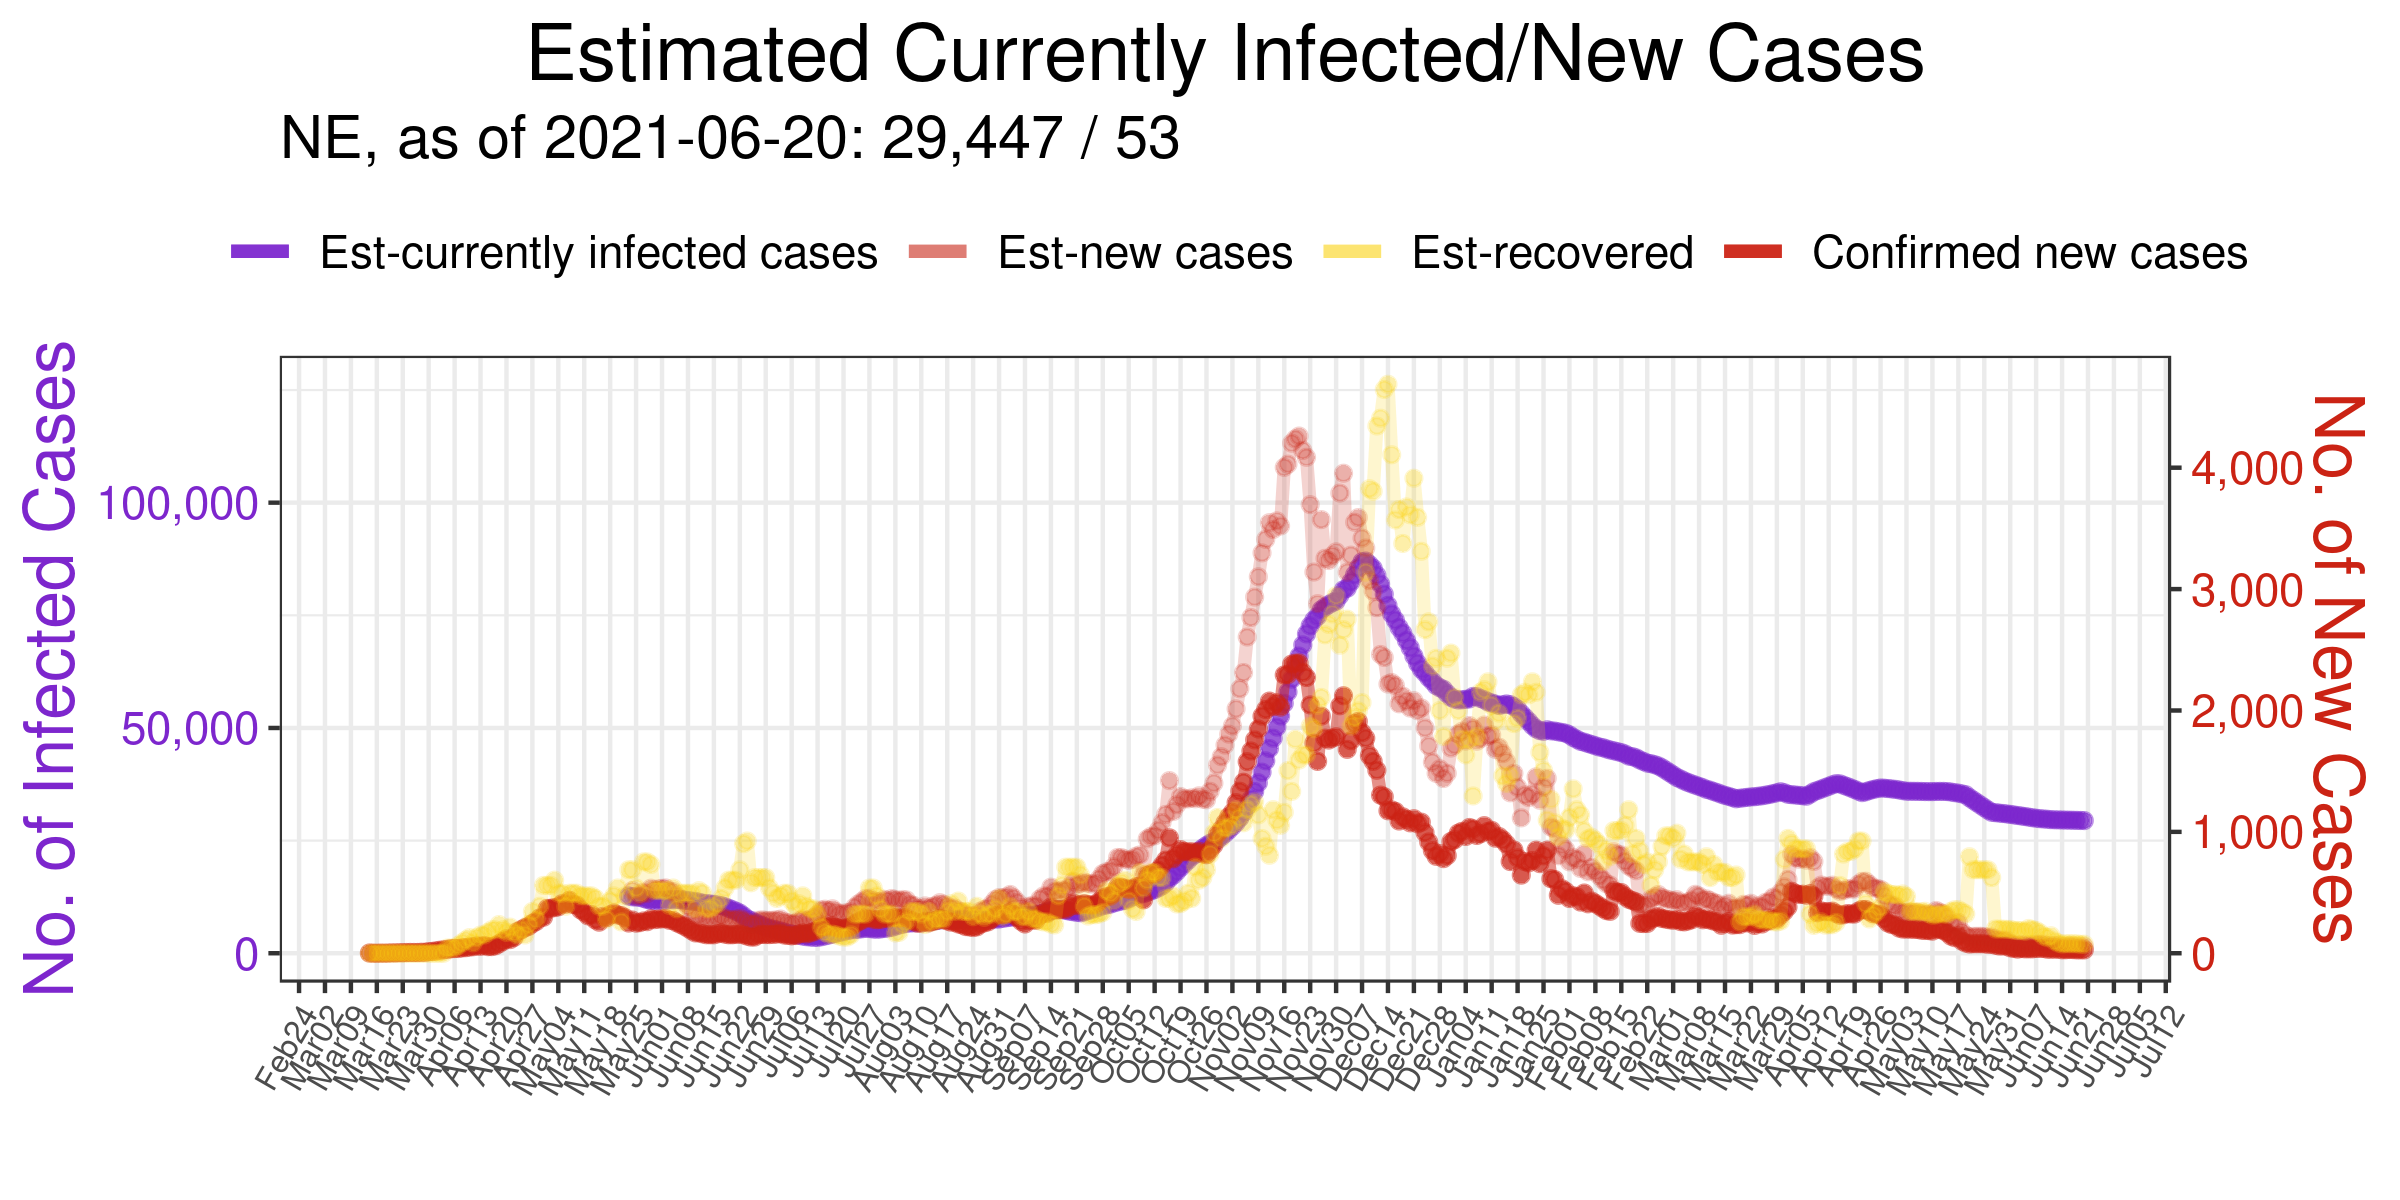 Estimated Currently Infected/New Cases
NE, as of 2021-06-20: 29,447 / 53
Est-currently infected cases
Est-new cases
Est-recovered
Confirmed new cases
No. of Infected Cases
100,000
50,000
0
4,000
3,000
2,000
1,000
0
No. of New Cases
Feb24
Mar02
Mar09
Mar16
Mar23
Mar30
Apr06
Apr13
Apr20
Apr27
May04
May11
May18
May25
Jun01
Jun08
Jun15
Jun22
Jun29
Jul06
Jul13
Jul20
Jul27
Aug03
Aug10
Aug17
Aug24
Aug31
Sep07
Sep14
Sep21
Sep28
Oct05
Oct12
Oct19
Oct26
Nov02
Nov09
Nov16
Nov23
Nov30
Dec07
Dec14
Dec21
Dec28
Jan04
Jan11
Jan18
Jan25
Feb01
Feb08
Feb15
Feb22
Mar01
Mar08
Mar15
Mar22
Mar29
Apr05
Apr12
Apr19
Apr26
May03
May10
May17
May24
May31
Jun07
Jun14
Jun21
Jun28
Jul05
Jul12